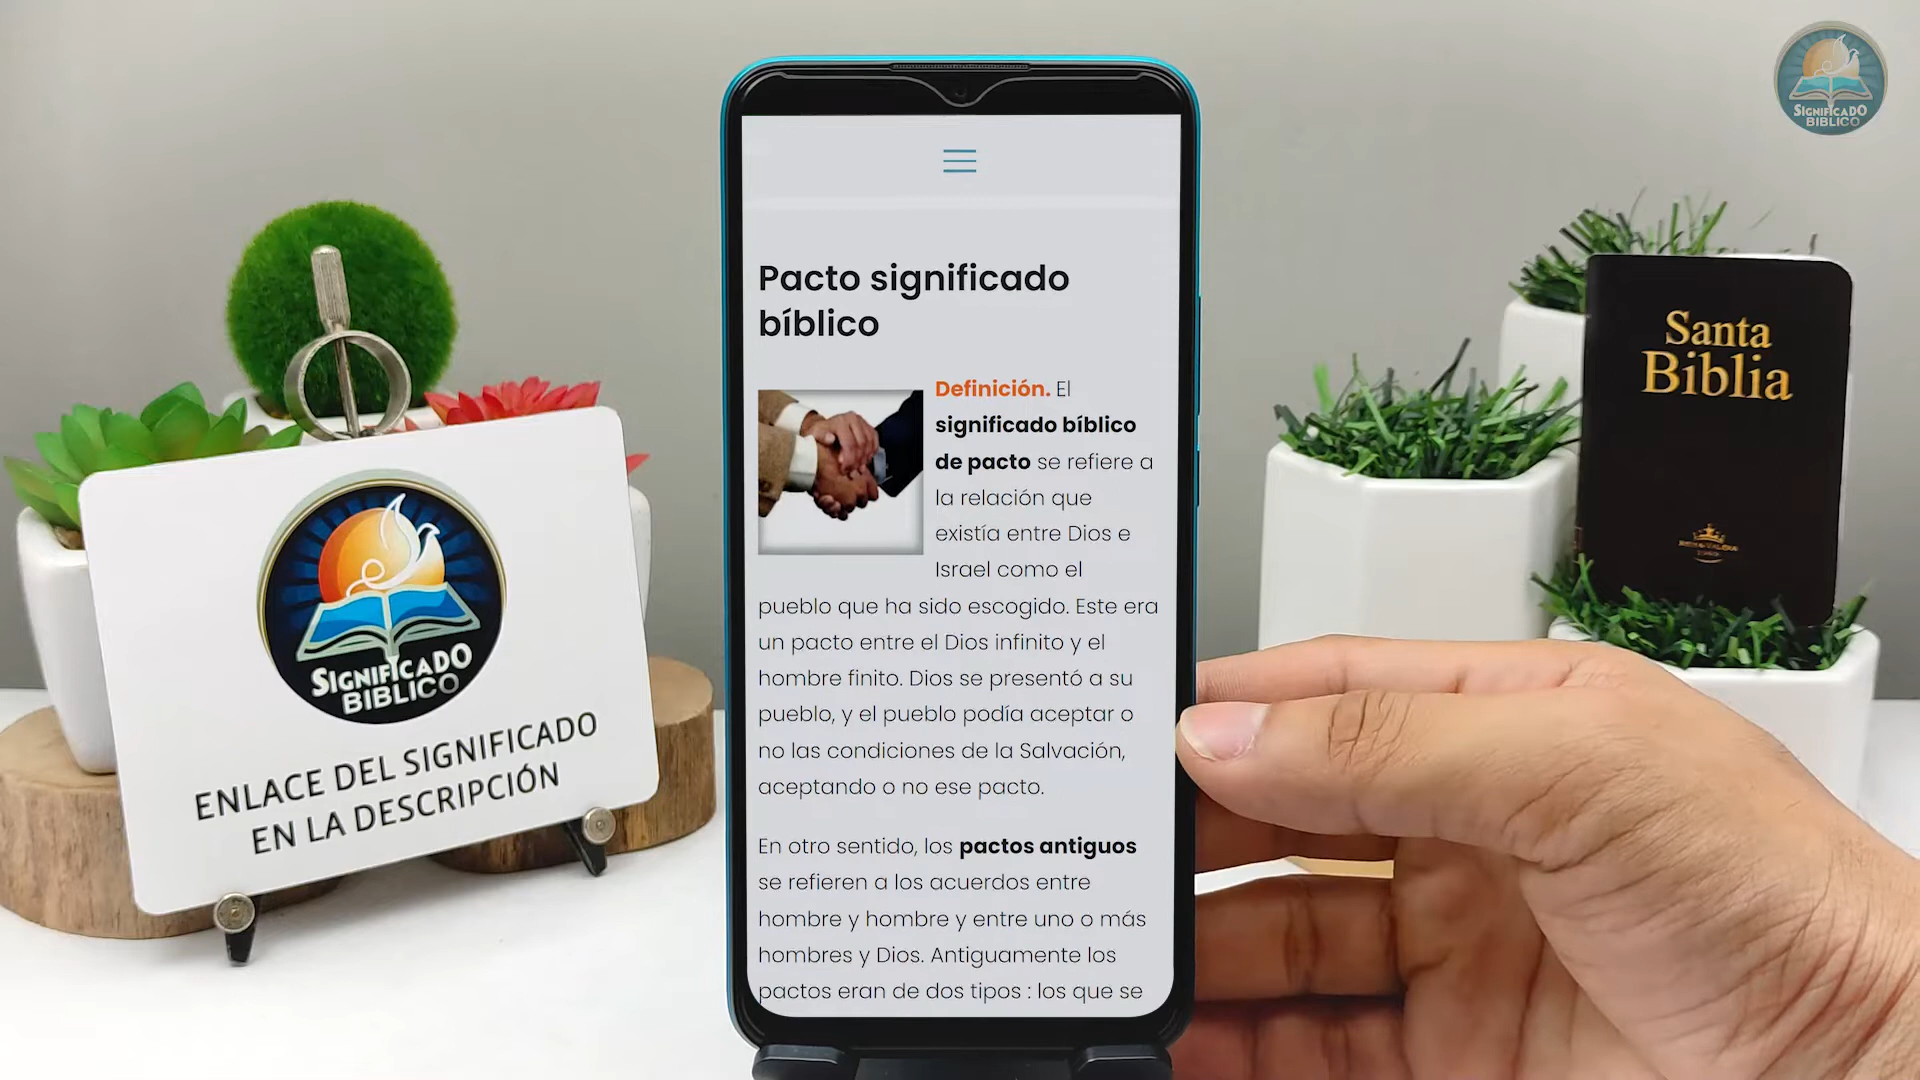 SIGNIFICADO
BIBLICO
Pacto significado
bíblico
Definición. El
significado bíblico
de pacto se refiere a
la relación que
existía entre Dios e
Israel como el
pueblo que ha sido escogido. Este era
un pacto entre el Dios infinito y el
hombre finito. Dios se presentó a su
pueblo, y el pueblo podía aceptar o
no las condiciones de la Salvación,
aceptando o no ese pacto.
En otro sentido, los pactos antiguos
se refieren a los acuerdos entre
hombre y hombre y entre uno o más
hombres y Dios. Antiguamente los
pactos eran de dos tipos : los que se
SIGNIFICADO
BIBLICO
ENLACE DEL SIGNIFICADO
EN LA DESCRIPCIÓN
Santa
Biblia